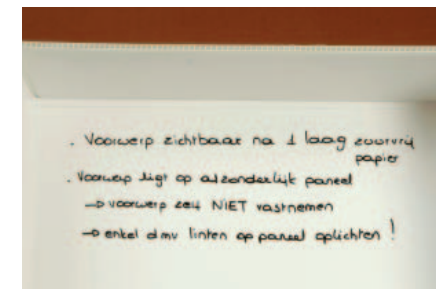 . Voorwerp zichtbaar na 1 laag zuurvrij
papier
. Voorwerp ligt op afzonderlijk paneel
→ voorwerp zelf NIET vastnemen
→ enkel dmv linten op paneel oplichten !